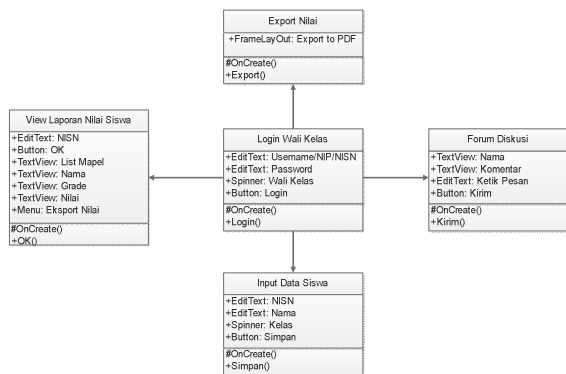 Export Nilai
+FrameLayOut: Export to PDF
#OnCreate()
+Export()
View Laporan Nilai Siswa
+EditText: NISN
+Button: OK
+TextView: List Mapel
+TextView: Nama
+TextView: Grade
+TextView: Nilai
+Menu: Eksport Nilai
#OnCreate()
+OK()
Login Wali Kelas
+EditText: Username/NIP/NISN
+EditText: Password
+Spinner: Wali Kelas
+Button: Login
#OnCreate()
+Login()
Forum Diskusi
+TextView: Nama
+TextView: Komentar
+EditText: Ketik Pesan
+Button: Kirim
#OnCreate()
+Kirim()
Input Data Siswa
+EditText: NISN
+EditText: Nama
+Spinner: Kelas
+Button: Simpan
#OnCreate()
+Simpan()